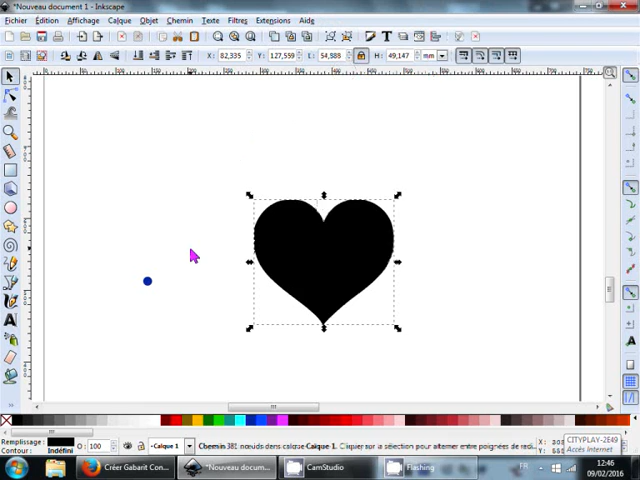 *Nouveau document 1 - Inkscape
Fichier Édition Affichage Calque Objet Chemin Texte Filtres Extensions Aide
X: 82,335 Y: 127,559 L: 54,888 H: 49,147 mm
Remplissage: O: 100 -Calque 1 Chemin 381 nœuds dans calque Calque 1. Cliquer sur la sélection pour alterner entre poignées de X:
Contour: Indéfini Y:
CITYPLAY-2E49
Accès Internet
Créer Gabarit Con... *Nouveau docum... CamStudio Flashing FR 12:46
09/02/2016